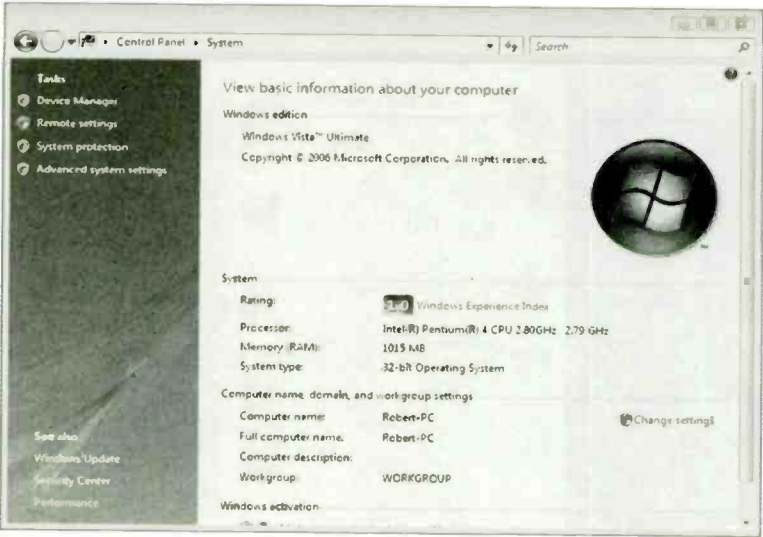 Control Panel ▸ System
Search
Tasks
Device Manager
Remote settings
System protection
Advanced system settings
See also
Windows Update
Security Center
Performance
View basic information about your computer
Windows edition
Windows Vista™ Ultimate
Copyright © 2006 Microsoft Corporation. All rights reserved.
System
Rating: Windows Experience Index
Processor: Intel(R) Pentium(R) 4 CPU 2.80GHz 2.79 GHz
Memory (RAM): 1015 MB
System type: 32-bit Operating System
Computer name, domain, and workgroup settings
Computer name: Robert-PC
Change settings
Full computer name: Robert-PC
Computer description:
Workgroup: WORKGROUP
Windows activation